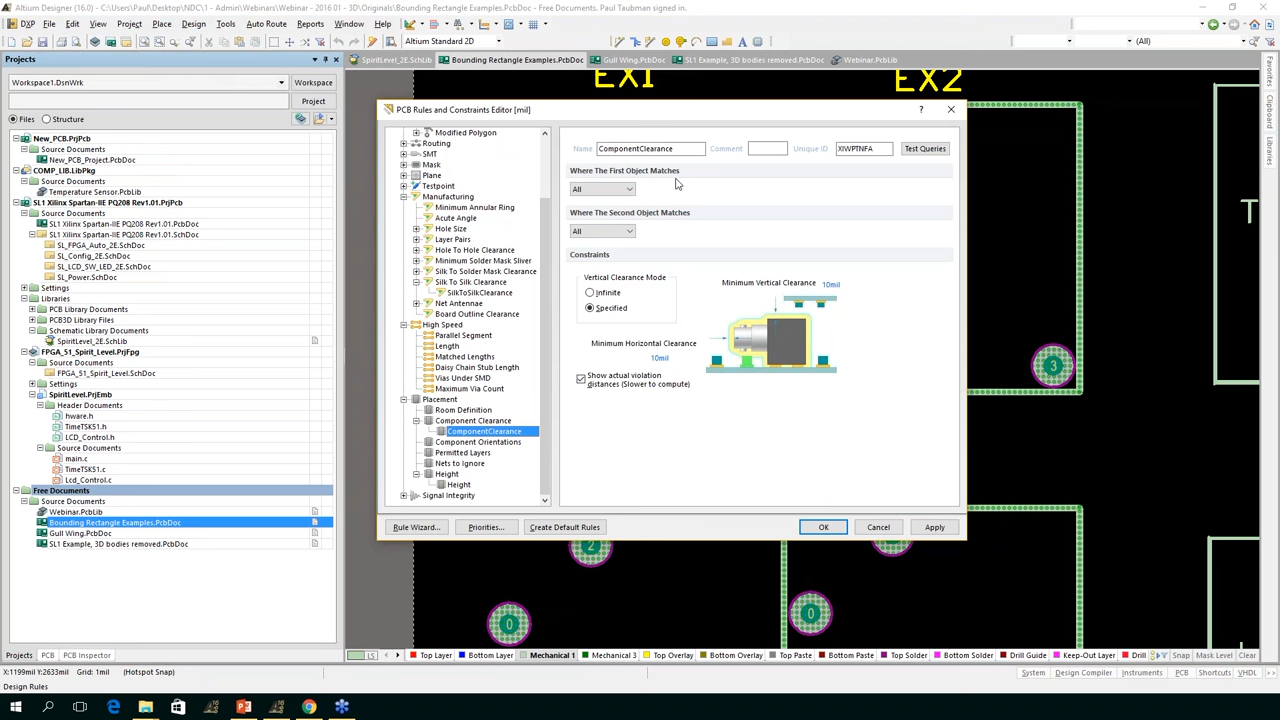 Altium Designer (16.0) - C:\Users\Paul\Desktop\NDC\1 - Admin\Webinars\Webinar - 2016 01 - 3D\Originals\Bounding Rectangle Examples.PcbDoc - Free Documents. Paul Taubman signed in.
DXP File Edit View Project Place Design Tools Auto Route Reports Window Help
Altium Standard 2D (All)
Projects
SpiritLevel_2E.SchLib Bounding Rectangle Examples.PcbDoc Gull Wing.PcbDoc SL1 Example, 3D bodies removed.PcbDoc Webinar.PcbLib
Workspace1.DsnWrk Workspace
Project
Files Structure
New_PCB.PrjPcb
Source Documents
New_PCB_Project.PcbDoc
COMP_LIB.LibPkg
Source Documents
Temperature Sensor.PcbLib
SL1 Xilinx Spartan-IIE PQ208 Rev1.01.PrjPcb
Source Documents
SL1 Xilinx Spartan-IIE PQ208 Rev1.01.PcbDoc
SL1 Xilinx Spartan-IIE PQ208 Rev1.01.SchDoc
SL_FPGA_Auto_2E.SchDoc
SL_Config_2E.SchDoc
SL_LCD_SW_LED_2E.SchDoc
SL_Power.SchDoc
Settings
Libraries
PCB Library Documents
PCB3D Library Files
Schematic Library Documents
SpiritLevel_2E.SchLib
FPGA_51_Spirit_Level.PrjFpg
Source Documents
FPGA_51_Spirit_Level.SchDoc
Settings
SpiritLevel.PrjEmb
Header Documents
hware.h
TimeTSK51.h
LCD_Control.h
Source Documents
main.c
TimeTSK51.c
Lcd_Control.c
Free Documents
Source Documents
Webinar.PcbLib
Bounding Rectangle Examples.PcbDoc
Gull Wing.PcbDoc
SL1 Example, 3D bodies removed.PcbDoc
Projects PCB PCB Inspector
EX1 EX2
PCB Rules and Constraints Editor [mil]
Modified Polygon
Routing
SMT
Mask
Plane
Testpoint
Manufacturing
Minimum Annular Ring
Acute Angle
Hole Size
Layer Pairs
Hole To Hole Clearance
Minimum Solder Mask Sliver
Silk To Solder Mask Clearance
Silk To Silk Clearance
SilkToSilkClearance
Net Antennae
Board Outline Clearance
High Speed
Parallel Segment
Length
Matched Lengths
Daisy Chain Stub Length
Vias Under SMD
Maximum Via Count
Placement
Room Definition
Component Clearance
ComponentClearance
Component Orientations
Permitted Layers
Nets to Ignore
Height
Height
Signal Integrity
Name ComponentClearance Comment Unique ID XIWPTNFA Test Queries
Where The First Object Matches
All
Where The Second Object Matches
All
Constraints
Vertical Clearance Mode
Infinite
Specified
Minimum Vertical Clearance 10mil
Minimum Horizontal Clearance
10mil
Show actual violation
distances (Slower to compute)
Rule Wizard... Priorities... Create Default Rules OK Cancel Apply
3
T
2
0
0
Favorites
Clipboard
Libraries
LS Top Layer Bottom Layer Mechanical 1 Mechanical 3 Top Overlay Bottom Overlay Top Paste Bottom Paste Top Solder Bottom Solder Drill Guide Keep-Out Layer Drill Snap Mask Level Clear
X:1199mil Y:2633mil Grid: 1mil (Hotspot Snap) System Design Compiler Instruments PCB Shortcuts VHDL >>
Design Rules